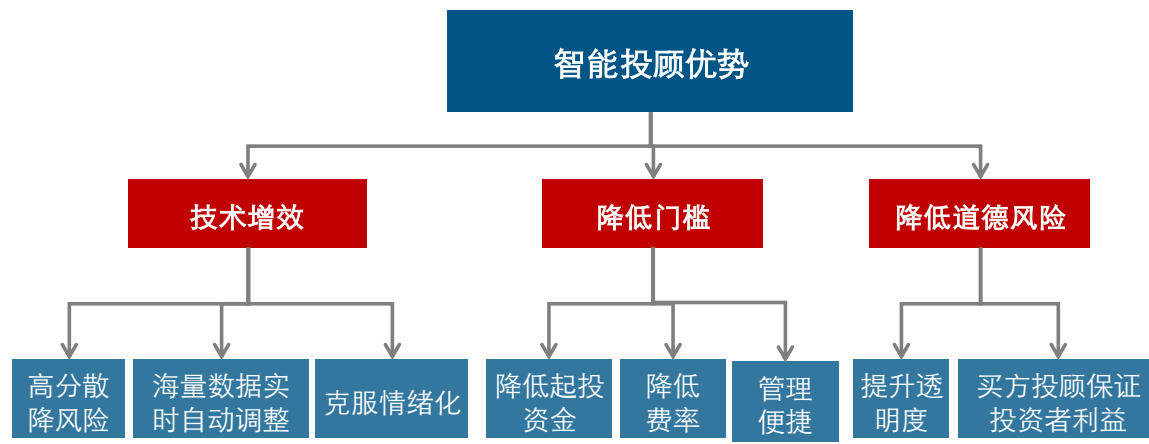 智能投顾优势
技术增效
降低门槛
降低道德风险
高分散
降风险
海量数据实
时自动调整
克服情绪化
降低起投
资金
降低
费率
管理
便捷
提升透
明度
买方投顾保证
投资者利益